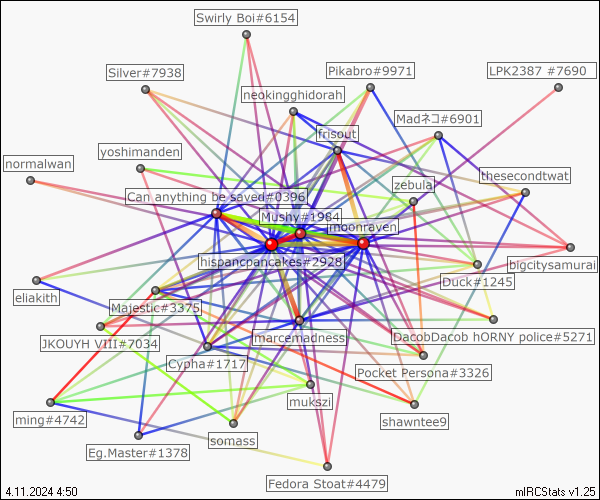 Swirly Boi#6154
Silver#7938
Pikabro#9971
LPK2387 #7690
neokingghidorah
Madネコ#6901
frisout
yoshimanden
normalwan
thesecondtwat
zebula
Can anything be saved#0396
Mushy#1984
moonrayen
hispancpancakes#2928
bigcitysamurai
Duck#1245
eliakith
Majestic#3375
JKOUYH VIII#7034
marcemadness
DacobDacob hORNY police#5271
Cypha#1717
Pocket Persona#3326
mukszi
ming#4742
shawntee9
somass
Eg.Master#1378
Fedora Stoat#4479
4.11.2024 4:50
mIRCStats v1.25